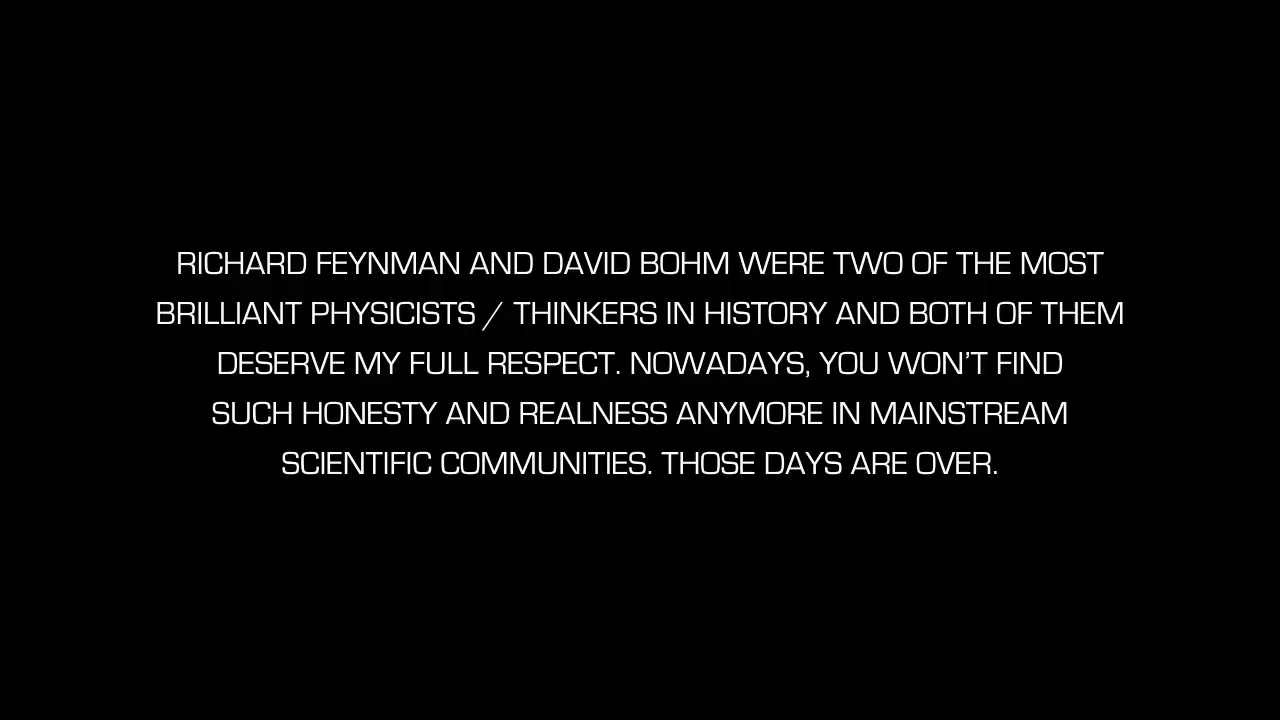 RICHARD FEYNMAN AND DAVID BOHM WERE TWO OF THE MOST
BRILLIANT PHYSICISTS / THINKERS IN HISTORY AND BOTH OF THEM
DESERVE MY FULL RESPECT. NOWADAYS, YOU WON'T FIND
SUCH HONESTY AND REALNESS ANYMORE IN MAINSTREAM
SCIENTIFIC COMMUNITIES. THOSE DAYS ARE OVER.